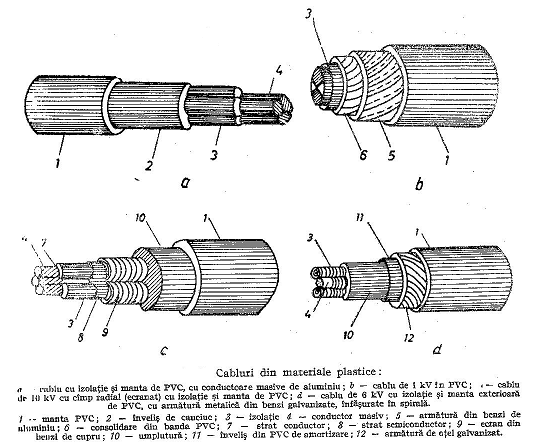 3
4
1
2
3
a
6
5
1
b
10
1
7
3
8
9
c
11
1
3
4
10
12
d
Cabluri din materiale plastice:
a — cablu cu izolație și manta de PVC, cu conductoare masive de aluminiu; b — cablu de 1 kV în PVC; — cablu
de 10 kV cu cîmp radial (ecranat) cu izolație și manta de PVC; d — cablu de 6 kV cu izolație și manta exterioară
de PVC, cu armătură metalică din benzi galvanizate, înfășurate în spirală.
1 — manta PVC; 2 — înveliș de cauciuc; 3 — izolație 4 — conductor masiv; 5 — armătură din benzi de
aluminiu; 6 — consolidare din banda PVC; 7 — strat conductor; 8 — strat semiconductor; 9 — ecran din
benzi de cupru; 10 — umplutură; 11 — înveliș din PVC de amortizare; 12 — armătură de oțel galvanizat.